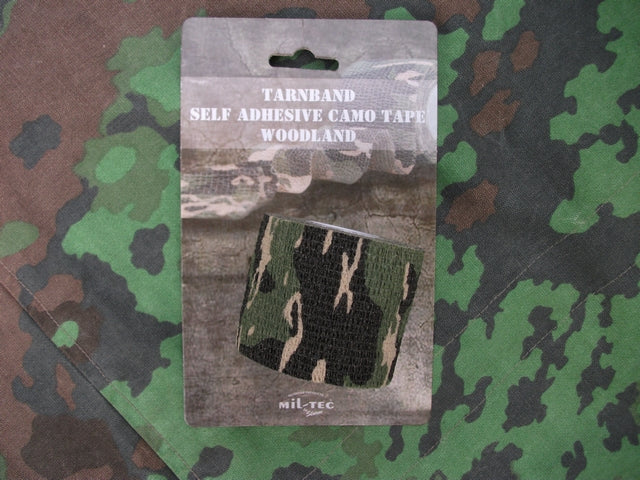 TARNBAND
SELF ADHESIVE CAMO TAPE
WOODLAND
MIL-TEC